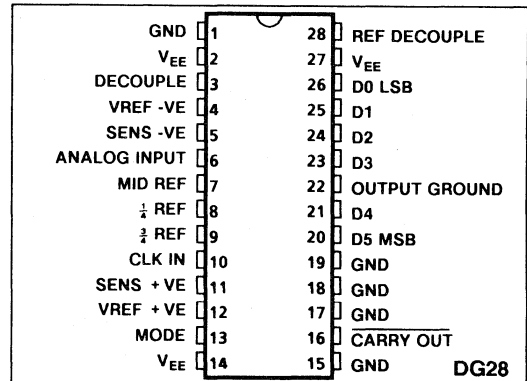 GND 1 28 REF DECOUPLE
VEE 2 27 VEE
DECOUPLE 3 26 D0 LSB
VREF -VE 4 25 D1
SENS -VE 5 24 D2
ANALOG INPUT 6 23 D3
MID REF 7 22 OUTPUT GROUND
¼ REF 8 21 D4
¾ REF 9 20 D5 MSB
CLK IN 10 19 GND
SENS +VE 11 18 GND
VREF +VE 12 17 GND
MODE 13 16 CARRY OUT
VEE 14 15 GND
DG28